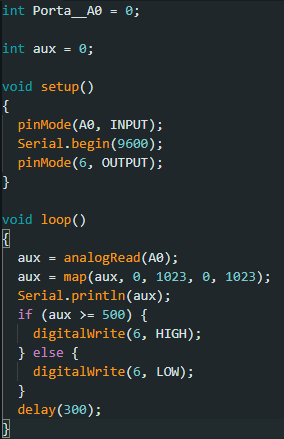 int Porta__A0 = 0;
int aux = 0;
void setup()
{
  pinMode(A0, INPUT);
  Serial.begin(9600);
  pinMode(6, OUTPUT);
}
void loop()
{
  aux = analogRead(A0);
  aux = map(aux, 0, 1023, 0, 1023);
  Serial.println(aux);
  if (aux >= 500) {
    digitalWrite(6, HIGH);
  } else {
    digitalWrite(6, LOW);
  }
  delay(300);
}